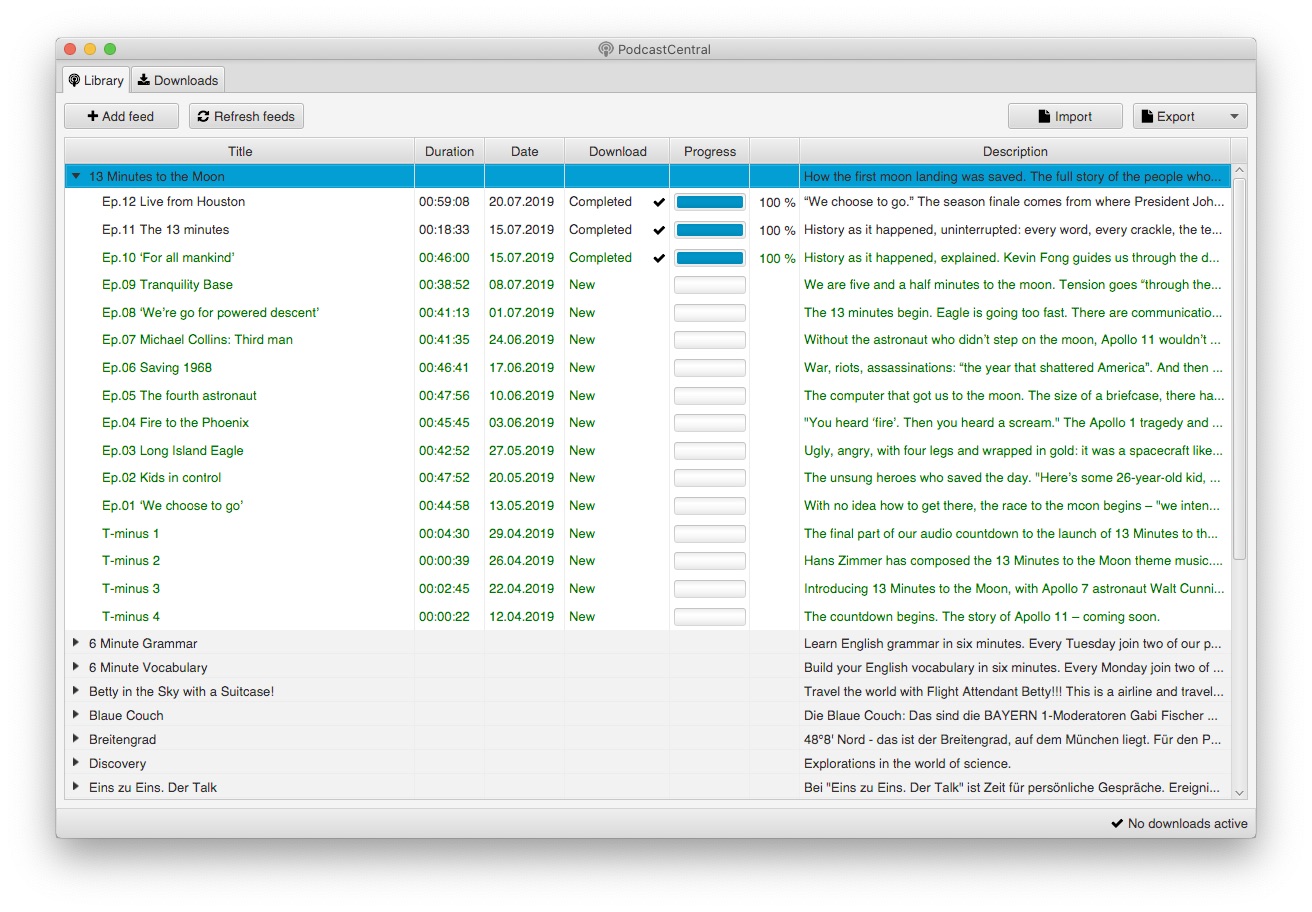 PodcastCentral
Library Downloads
Add feed Refresh feeds Import Export
Title Duration Date Download Progress Description
13 Minutes to the Moon How the first moon landing was saved. The full story of the people who...
Ep.12 Live from Houston 00:59:08 20.07.2019 Completed 100 % “We choose to go.” The season finale comes from where President Joh...
Ep.11 The 13 minutes 00:18:33 15.07.2019 Completed 100 % History as it happened, uninterrupted: every word, every crackle, the te...
Ep.10 ‘For all mankind’ 00:46:00 15.07.2019 Completed 100 % History as it happened, explained. Kevin Fong guides us through the d...
Ep.09 Tranquility Base 00:38:52 08.07.2019 New We are five and a half minutes to the moon. Tension goes “through the...
Ep.08 ‘We’re go for powered descent’ 00:41:13 01.07.2019 New The 13 minutes begin. Eagle is going too fast. There are communicatio...
Ep.07 Michael Collins: Third man 00:41:35 24.06.2019 New Without the astronaut who didn’t step on the moon, Apollo 11 wouldn’t ...
Ep.06 Saving 1968 00:46:41 17.06.2019 New War, riots, assassinations: “the year that shattered America”. And then ...
Ep.05 The fourth astronaut 00:47:56 10.06.2019 New The computer that got us to the moon. The size of a briefcase, there ha...
Ep.04 Fire to the Phoenix 00:45:45 03.06.2019 New "You heard ‘fire’. Then you heard a scream." The Apollo 1 tragedy and ...
Ep.03 Long Island Eagle 00:42:52 27.05.2019 New Ugly, angry, with four legs and wrapped in gold: it was a spacecraft like...
Ep.02 Kids in control 00:47:52 20.05.2019 New The unsung heroes who saved the day. "Here’s some 26-year-old kid, ...
Ep.01 ‘We choose to go’ 00:44:58 13.05.2019 New With no idea how to get there, the race to the moon begins – "we inten...
T-minus 1 00:04:30 29.04.2019 New The final part of our audio countdown to the launch of 13 Minutes to th...
T-minus 2 00:00:39 26.04.2019 New Hans Zimmer has composed the 13 Minutes to the Moon theme music....
T-minus 3 00:02:45 22.04.2019 New Introducing 13 Minutes to the Moon, with Apollo 7 astronaut Walt Cunni...
T-minus 4 00:00:22 12.04.2019 New The countdown begins. The story of Apollo 11 – coming soon.
6 Minute Grammar Learn English grammar in six minutes. Every Tuesday join two of our p...
6 Minute Vocabulary Build your English vocabulary in six minutes. Every Monday join two of ...
Betty in the Sky with a Suitcase! Travel the world with Flight Attendant Betty!!! This is a airline and travel...
Blaue Couch Die Blaue Couch: Das sind die BAYERN 1-Moderatoren Gabi Fischer ...
Breitengrad 48°8' Nord - das ist der Breitengrad, auf dem München liegt. Für den P...
Discovery Explorations in the world of science.
Eins zu Eins. Der Talk Bei "Eins zu Eins. Der Talk" ist Zeit für persönliche Gespräche. Ereigni...
No downloads active